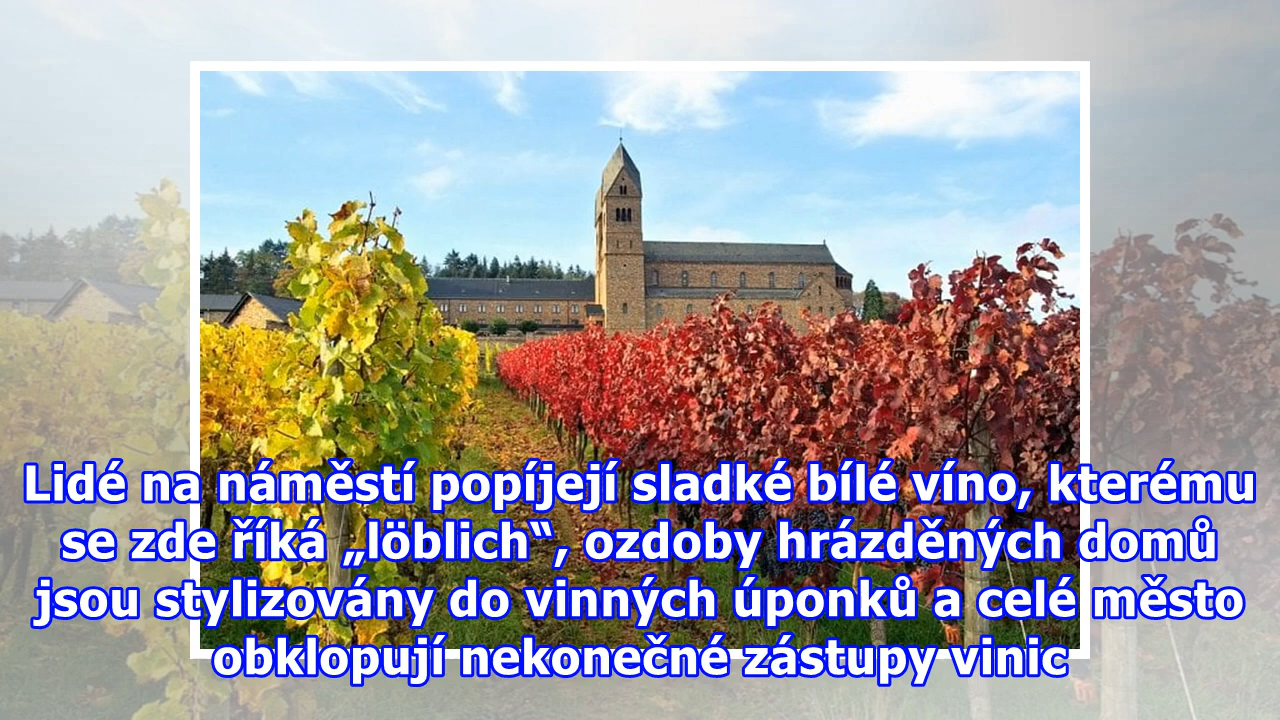 Lidé na náměstí popíjejí sladké bílé víno, kterému
se zde říká „löblich“, ozdoby hrázděných domů
jsou stylizovány do vinných úponků a celé město
obklopují nekonečné zástupy vinic